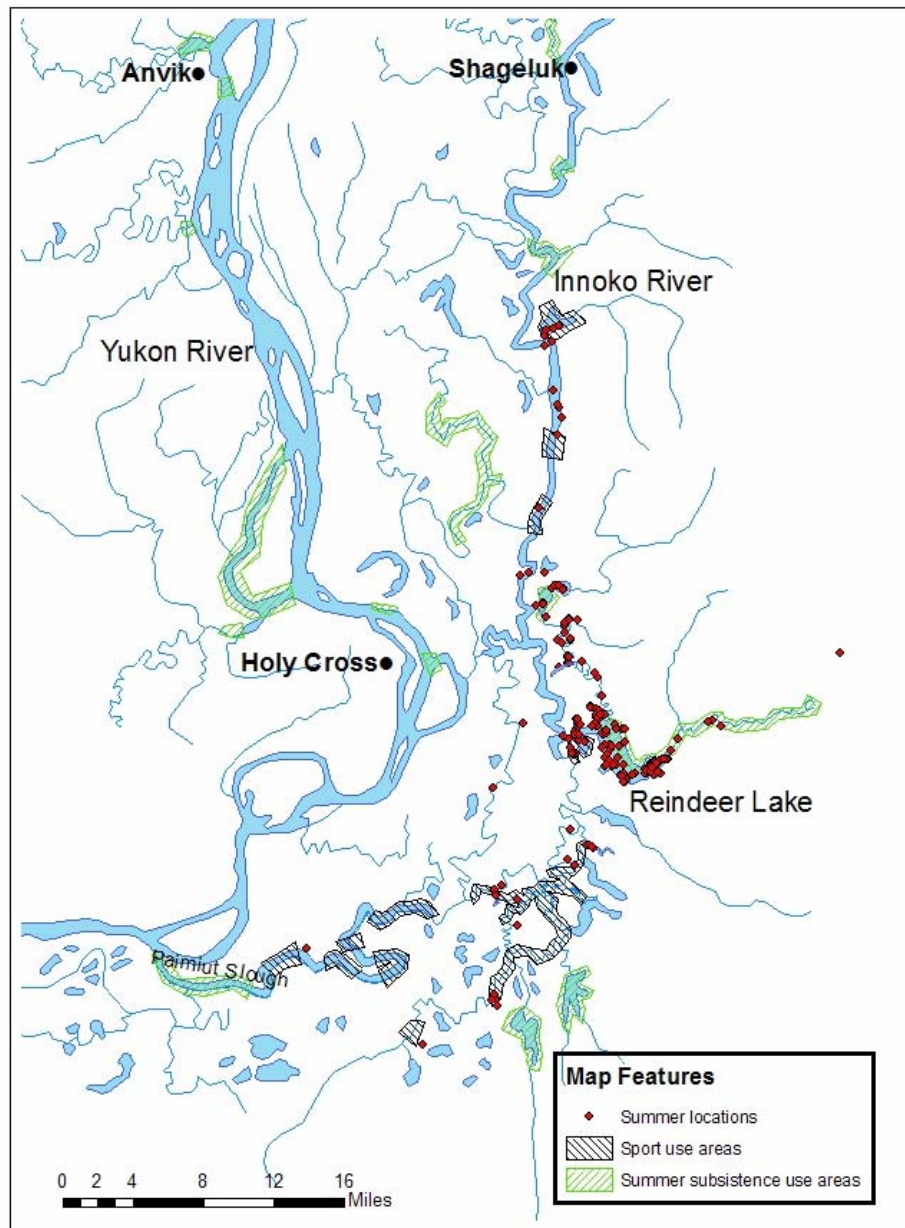 Anvik
Shageluk
Innoko River
Yukon River
Holy Cross
Reindeer Lake
Paimiut Slough
Map Features
Summer locations
Sport use areas
Summer subsistence use areas
0 2 4 8 12 16
Miles